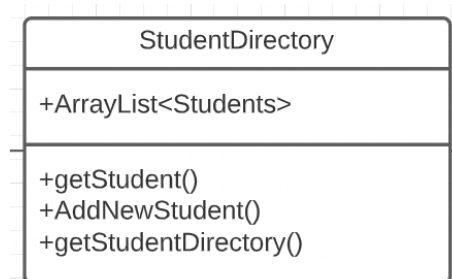 StudentDirectory
+ArrayList<Students>
+getStudent()
+AddNewStudent()
+getStudentDirectory()